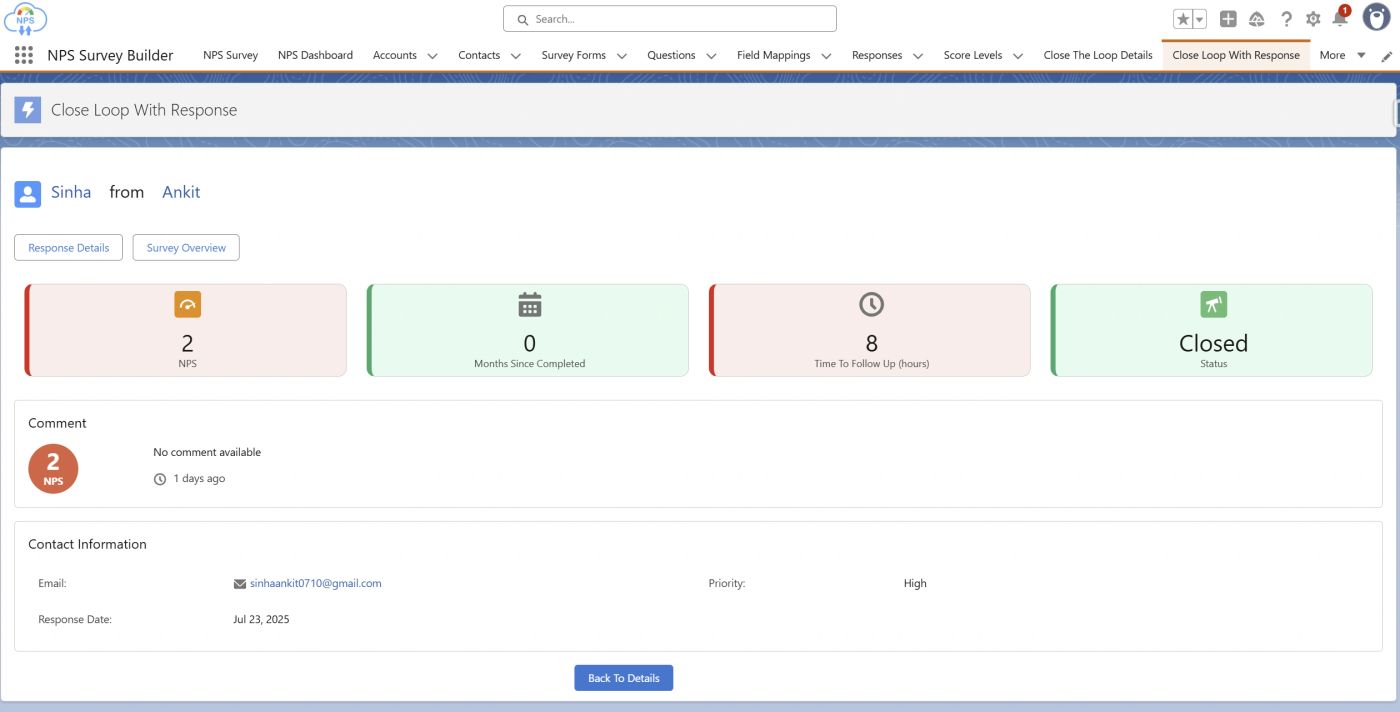 NPS
Search...
1
NPS Survey Builder
NPS Survey
NPS Dashboard
Accounts
Contacts
Survey Forms
Questions
Field Mappings
Responses
Score Levels
Close The Loop Details
Close Loop With Response
More
Close Loop With Response
Sinha from Ankit
Response Details
Survey Overview
2
NPS
0
Months Since Completed
8
Time To Follow Up (hours)
Closed
Status
Comment
2
NPS
No comment available
1 days ago
Contact Information
Email:
sinhaankit0710@gmail.com
Priority:
High
Response Date:
Jul 23, 2025
Back To Details